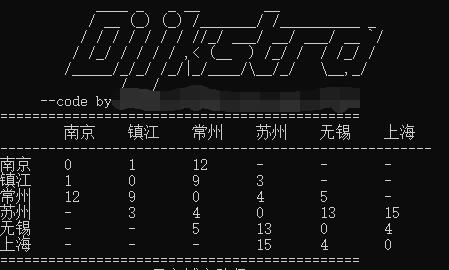 Dijkstra
--code by
南京 镇江 常州 苏州 无锡 上海
南京 0 1 12 - - -
镇江 1 0 9 3 - -
常州 12 9 0 4 5 -
苏州 - 3 4 0 13 15
无锡 - - 5 13 0 4
上海 - - - 15 4 0